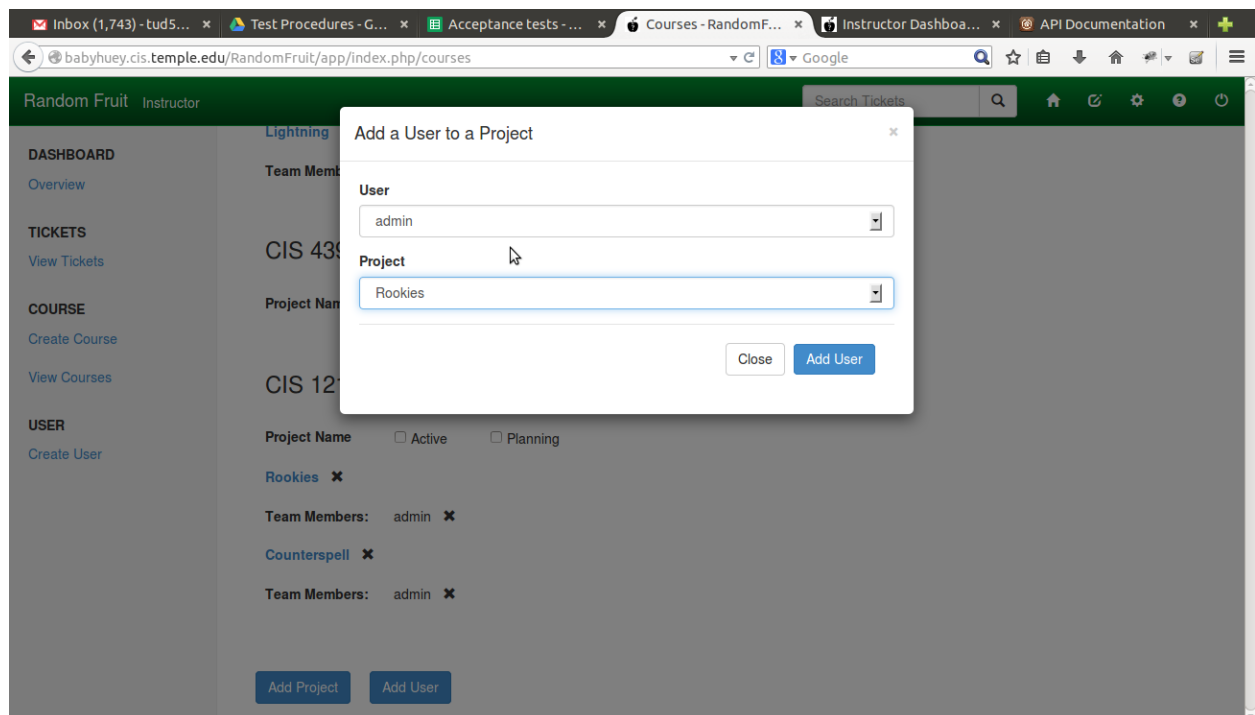 Inbox (1,743) - tud5... Test Procedures - G... Acceptance tests - ... Courses - RandomF... Instructor Dashboa... API Documentation
babyhuey.cis.temple.edu/RandomFruit/app/index.php/courses Google
Random Fruit Instructor Search Tickets
DASHBOARD
Overview
TICKETS
View Tickets
COURSE
Create Course
View Courses
USER
Create User
Lightning
Team Memb
CIS 439
Project Nam
CIS 121
Add a User to a Project
User
admin
Project
Rookies
Close Add User
Project Name Active Planning
Rookies
Team Members: admin
Counterspell
Team Members: admin
Add Project Add User